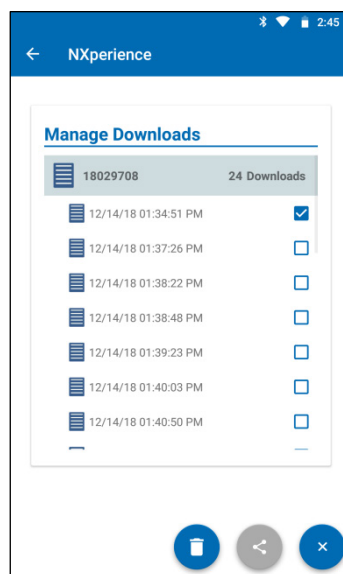 2:45
NXperience
Manage Downloads
18029708 24 Downloads
12/14/18 01:34:51 PM
12/14/18 01:37:26 PM
12/14/18 01:38:22 PM
12/14/18 01:38:48 PM
12/14/18 01:39:23 PM
12/14/18 01:40:03 PM
12/14/18 01:40:50 PM